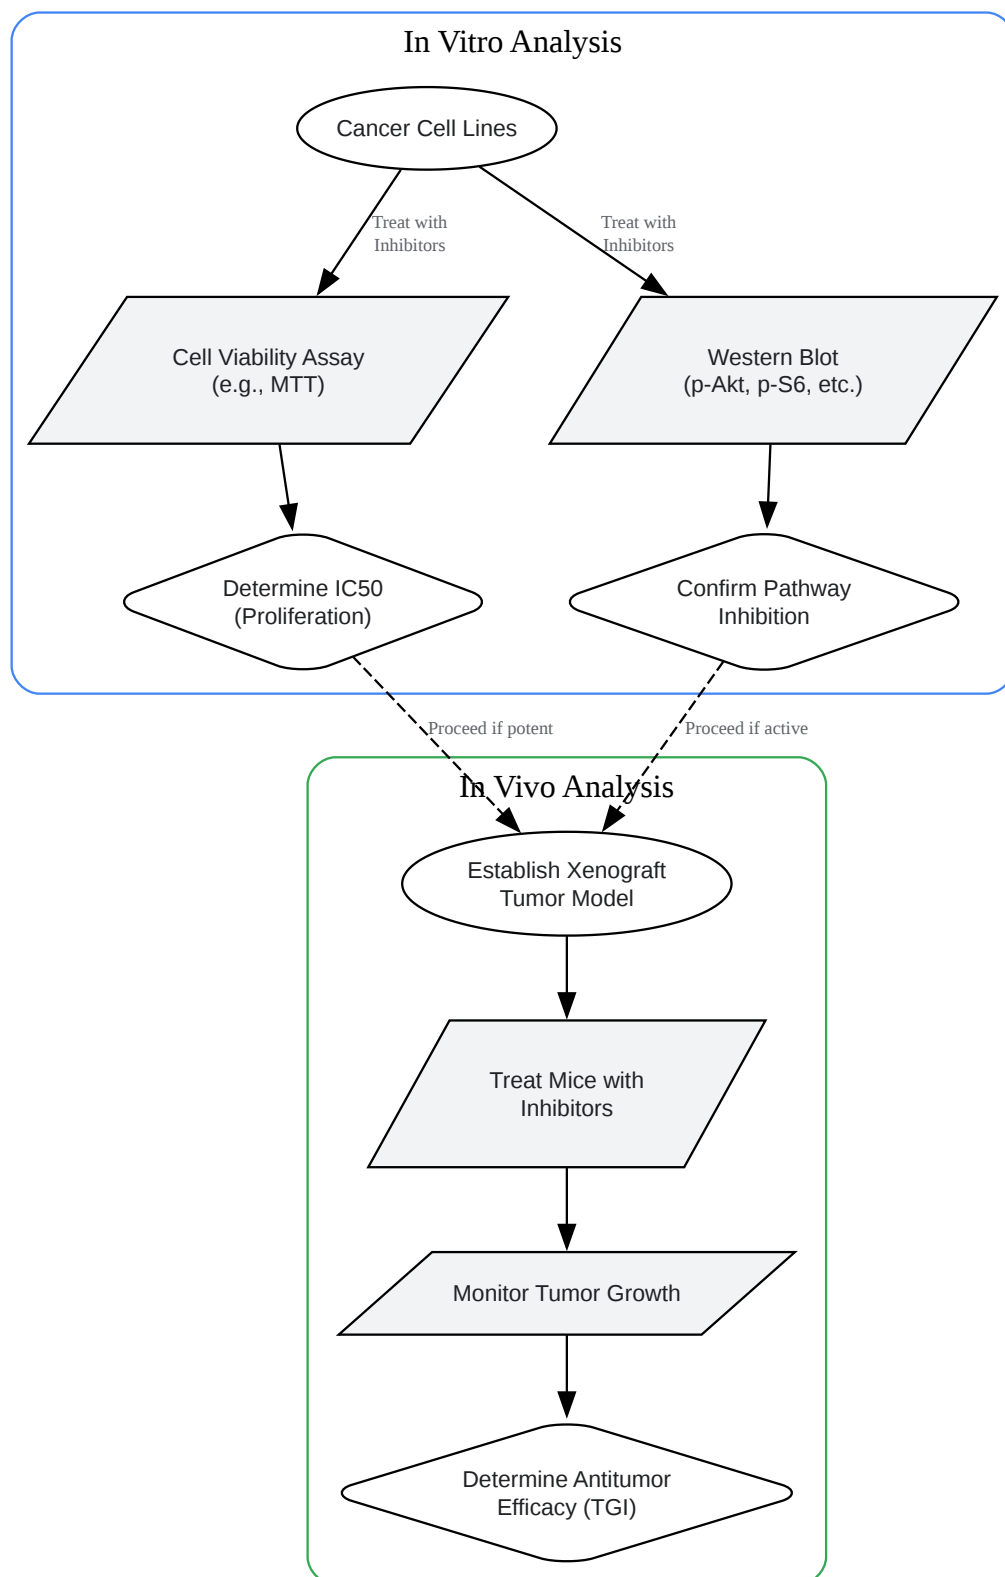 In Vitro Analysis
Cancer Cell Lines
Treat with
Inhibitors
Treat with
Inhibitors
Cell Viability Assay
(e.g., MTT)
Western Blot
(p-Akt, p-S6, etc.)
Determine IC50
(Proliferation)
Confirm Pathway
Inhibition
Proceed if potent
Proceed if active
In Vivo Analysis
Establish Xenograft
Tumor Model
Treat Mice with
Inhibitors
Monitor Tumor Growth
Determine Antitumor
Efficacy (TGI)